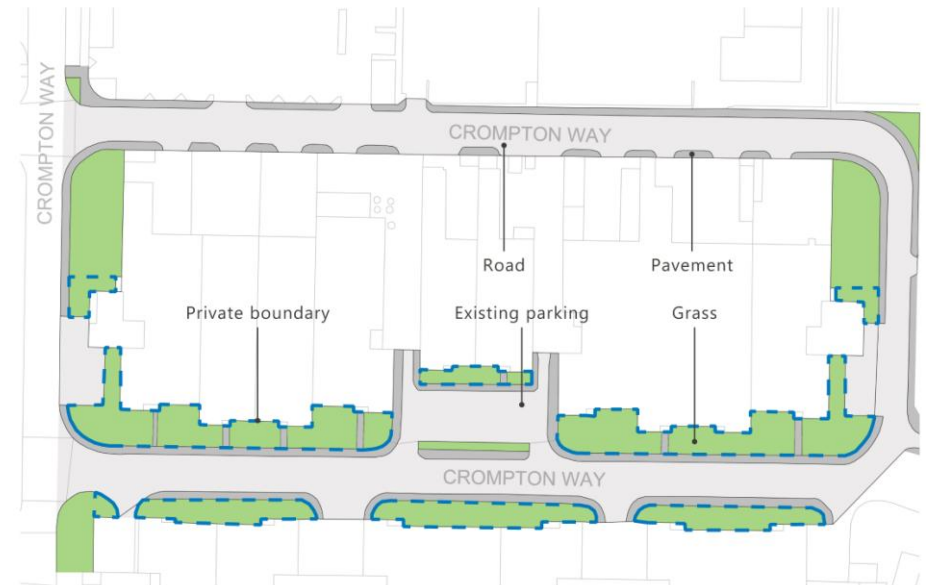 CROMPTON WAY
CROMPTON WAY
Road
Pavement
Private boundary
Existing parking
Grass
CROMPTON WAY